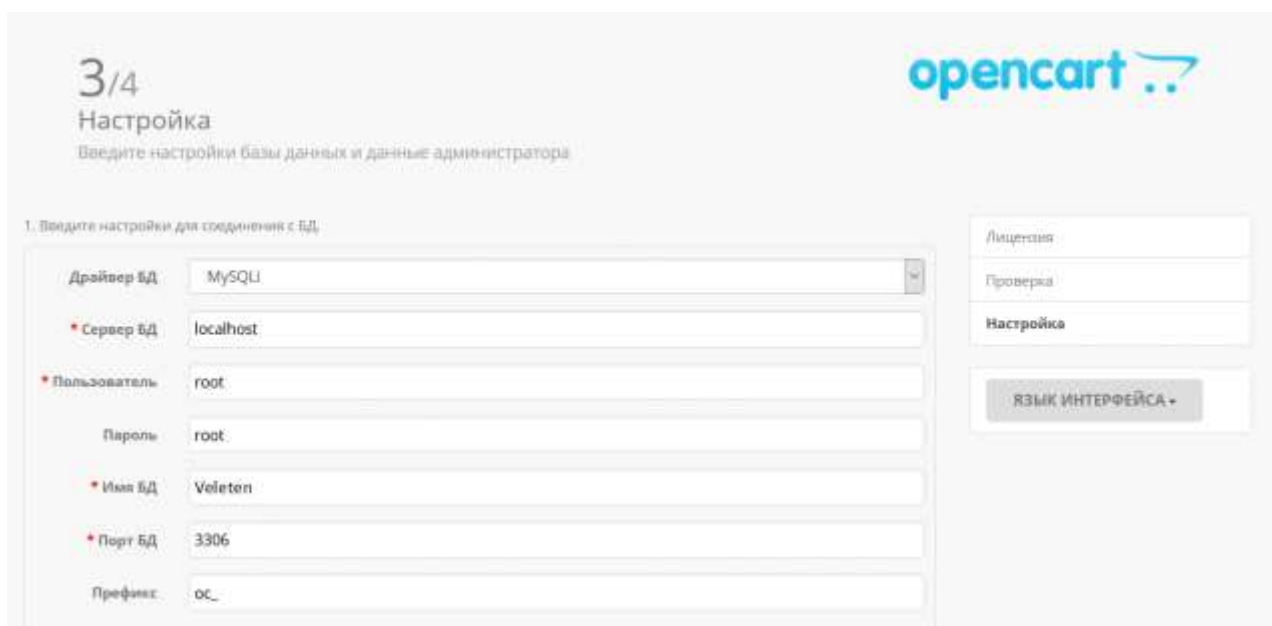 3/4
opencart
Настройка
Введите настройки базы данных и данные администратора
1. Введите настройки для соединения с БД.
Драйвер БД MySQLi
* Сервер БД localhost
* Пользователь root
Пароль root
* Имя БД Veleten
* Порт БД 3306
Префикс oc_
Лицензия
Проверка
Настройка
ЯЗЫК ИНТЕРФЕЙСА